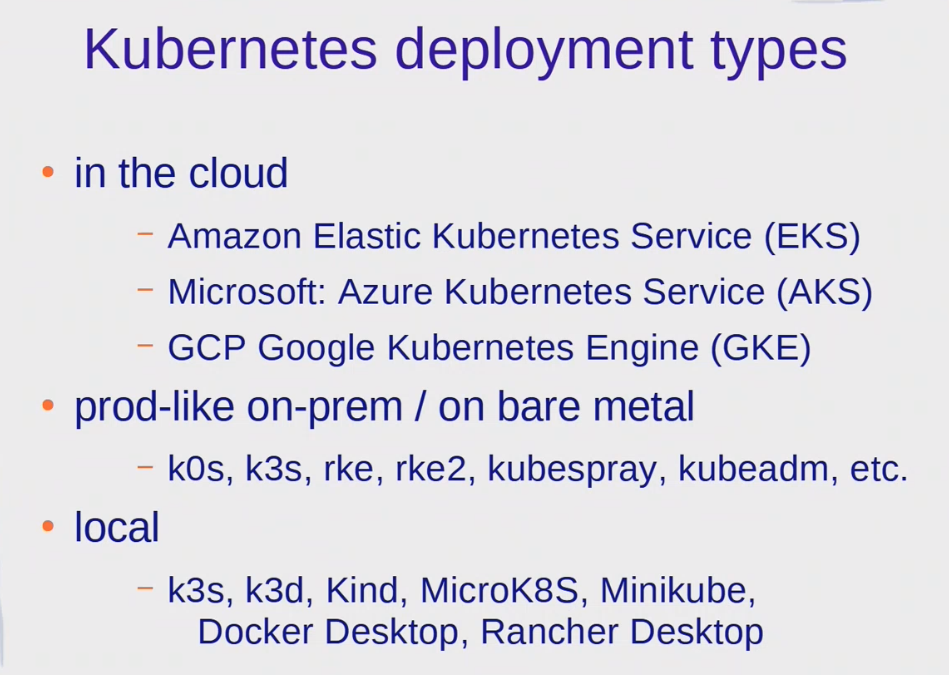 Kubernetes deployment types
• in the cloud
– Amazon Elastic Kubernetes Service (EKS)
– Microsoft: Azure Kubernetes Service (AKS)
– GCP Google Kubernetes Engine (GKE)
• prod-like on-prem / on bare metal
– k0s, k3s, rke, rke2, kubespray, kubeadm, etc.
• local
– k3s, k3d, Kind, MicroK8S, Minikube,
Docker Desktop, Rancher Desktop